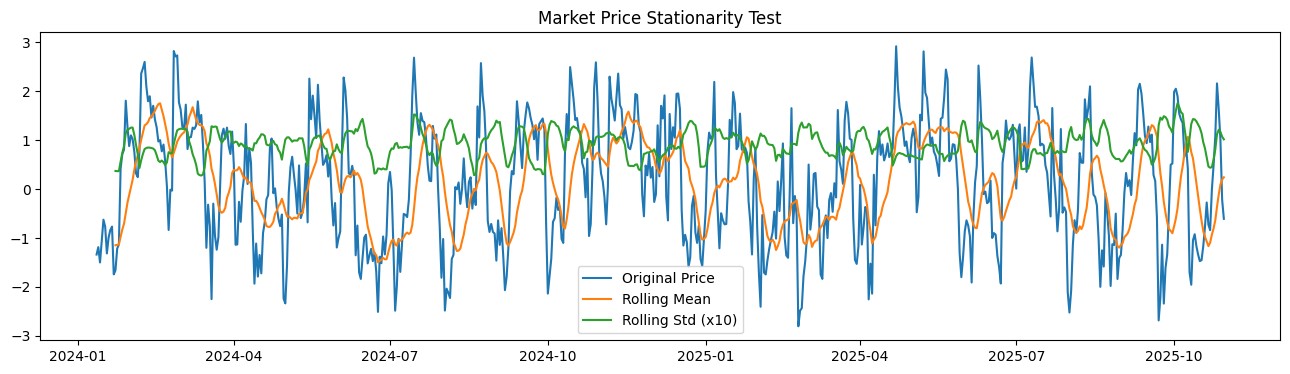 Market Price Stationarity Test
3
2
1
0
−1
−2
−3
Original Price
Rolling Mean
Rolling Std (x10)
2024-01 2024-04 2024-07 2024-10 2025-01 2025-04 2025-07 2025-10